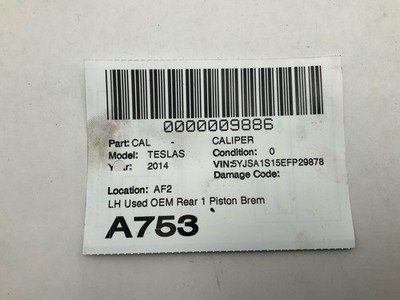 0000009886
Part: CAL - CALIPER
Model: TESLAS Condition: 0
Year: 2014 VIN:5YJSA1S15EFP29878
Damage Code:
Location: AF2
LH Used OEM Rear 1 Piston Brem
A753